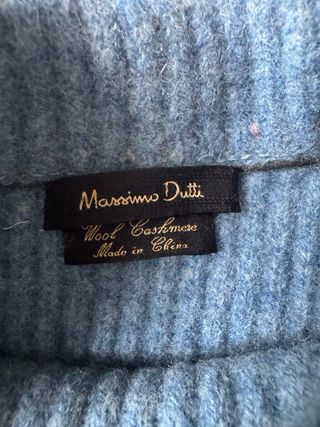 Massimo Dutti
Wool Cashmere
Made in China